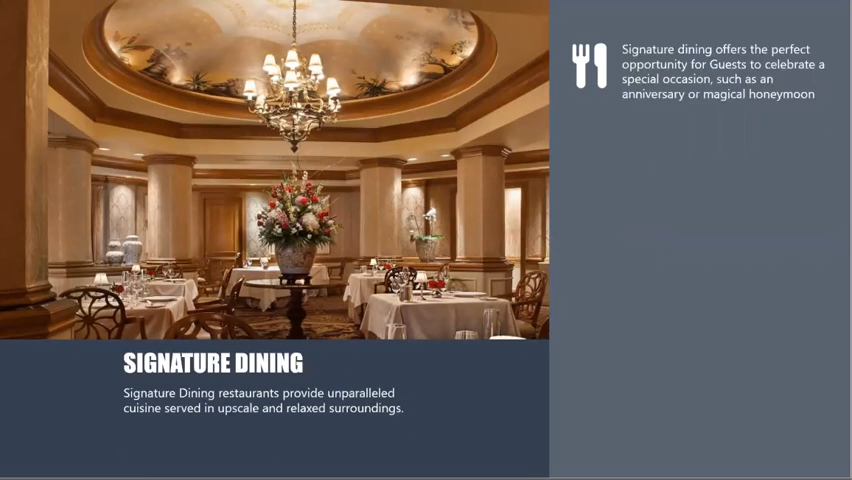 Signature dining offers the perfect
opportunity for Guests to celebrate a
special occasion, such as an
anniversary or magical honeymoon
SIGNATURE DINING
Signature Dining restaurants provide unparalleled
cuisine served in upscale and relaxed surroundings.